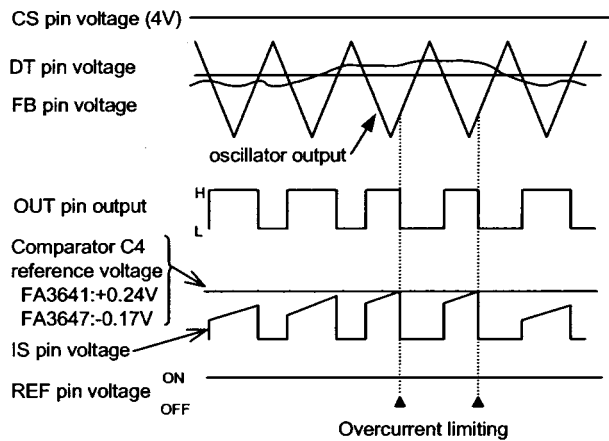 CS pin voltage (4V)
DT pin voltage
FB pin voltage
oscillator output
OUT pin output
H
L
Comparator C4
reference voltage
FA3641:+0.24V
FA3647:-0.17V
IS pin voltage
REF pin voltage
ON
OFF
Overcurrent limiting